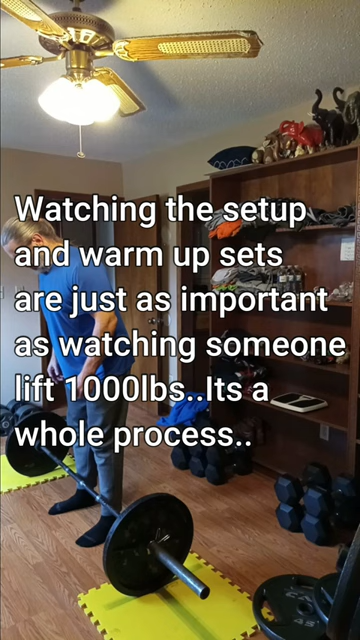 Watching the setup
and warm up sets
are just as important
as watching someone
lift 1000lbs..Its a
whole process..